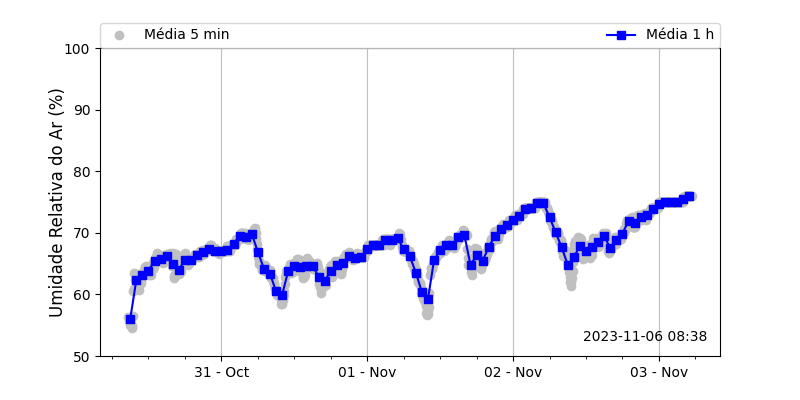 Média 5 min
Média 1 h
Umidade Relativa do Ar (%)
100
90
80
70
60
50
2023-11-06 08:38
31 - Oct
01 - Nov
02 - Nov
03 - Nov